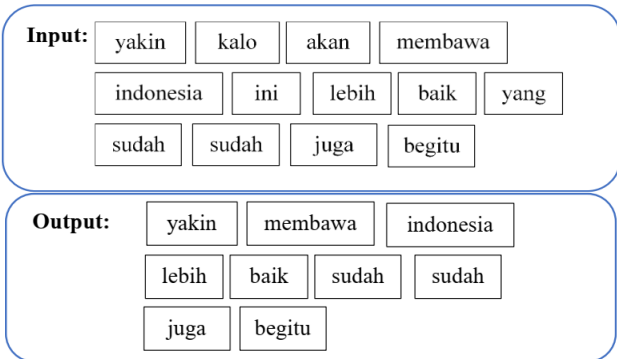 Input: yakin kalo akan membawa
indonesia ini lebih baik yang
sudah sudah juga begitu
Output: yakin membawa indonesia
lebih baik sudah sudah
juga begitu